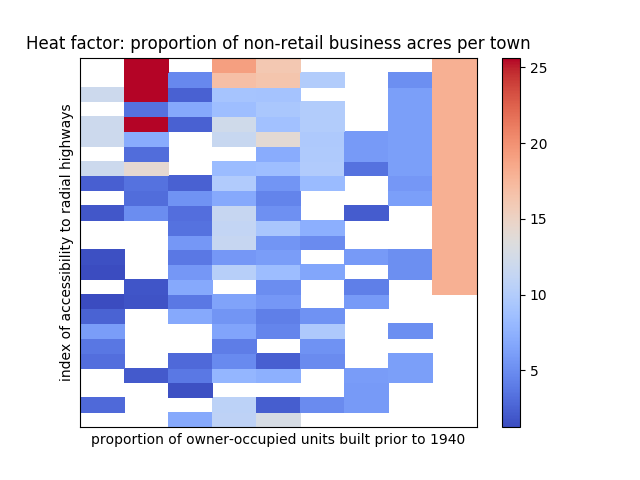 Heat factor: proportion of non-retail business acres per town
index of accessibility to radial highways
proportion of owner-occupied units built prior to 1940
25
20
15
10
5